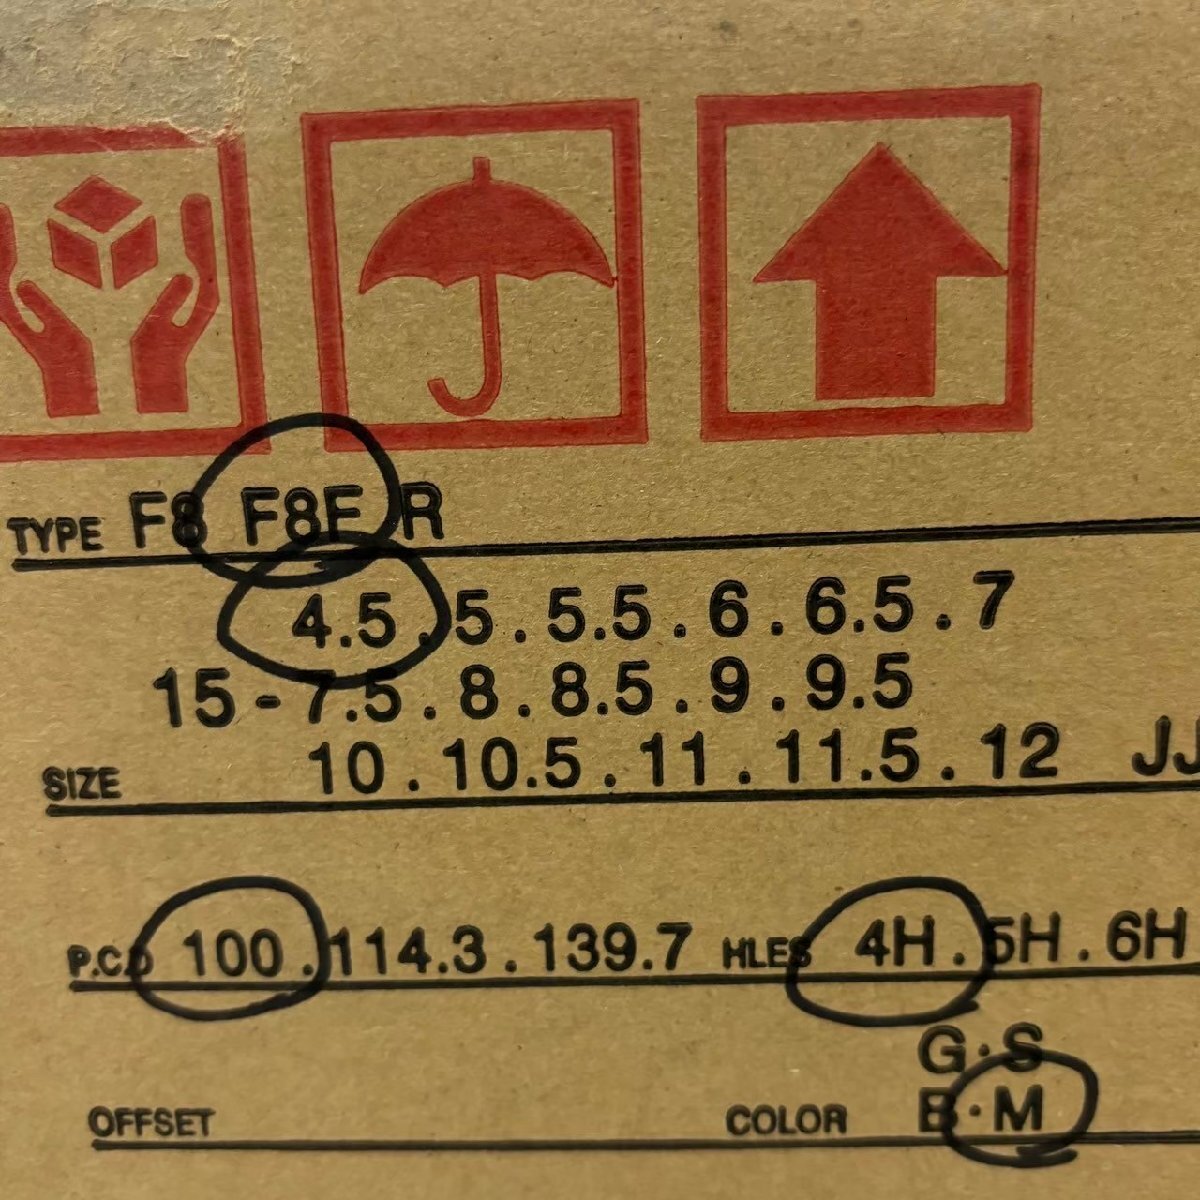 TYPE F8 F8F R
4.5 . 5 . 5.5 . 6 . 6.5 . 7
15 - 7.5 . 8 . 8.5 . 9 . 9.5
SIZE 10 . 10.5 . 11 . 11.5 . 12 JJ
P.C.D 100 . 114.3 . 139.7 HLES 4H . 5H . 6H
G · S
OFFSET COLOR B · M